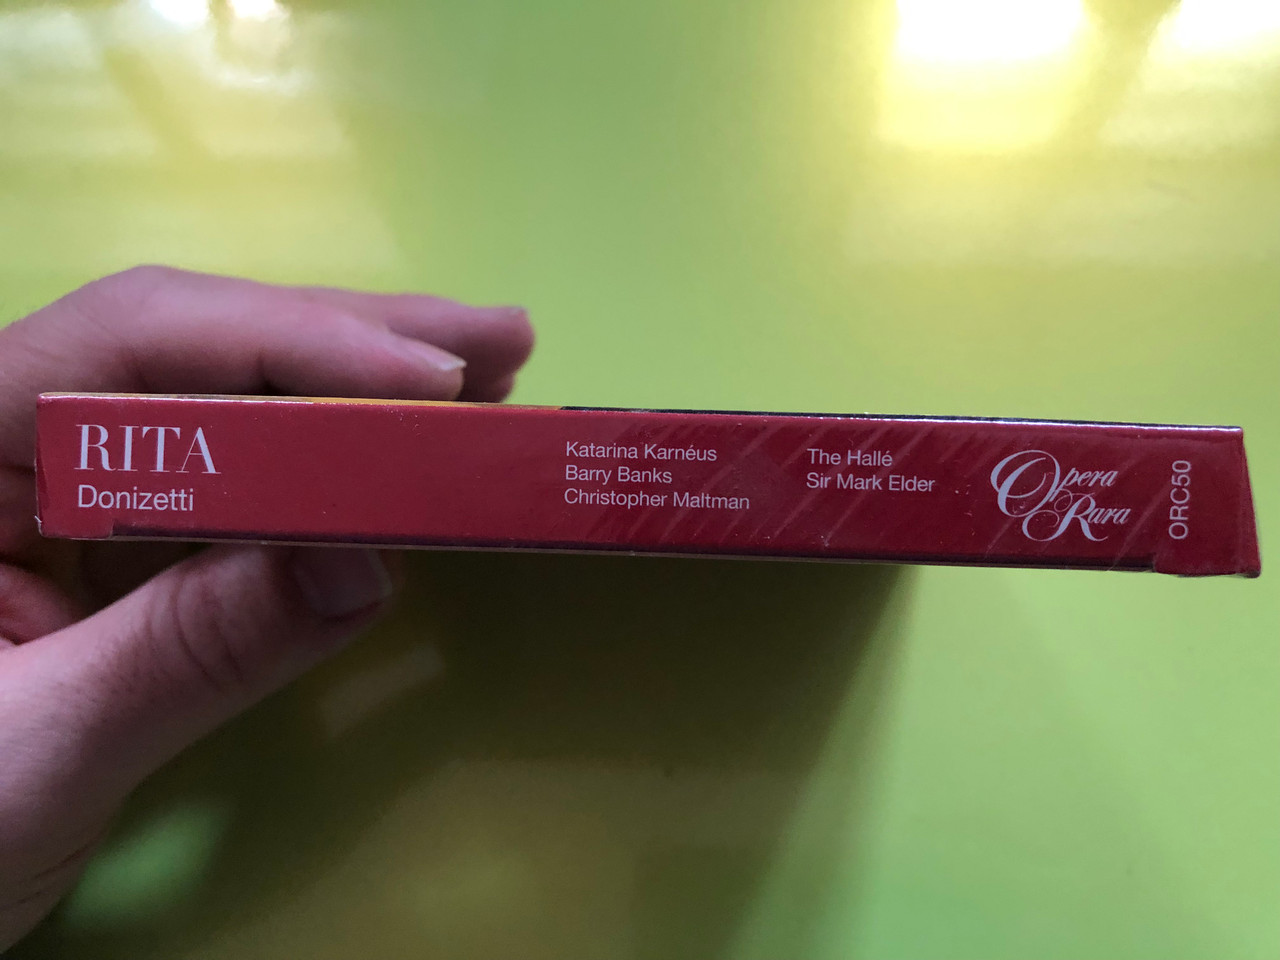 RITA
Donizetti
Katarina Karnéus
Barry Banks
Christopher Maltman
The Hallé
Sir Mark Elder
Opera
Rara
ORC50